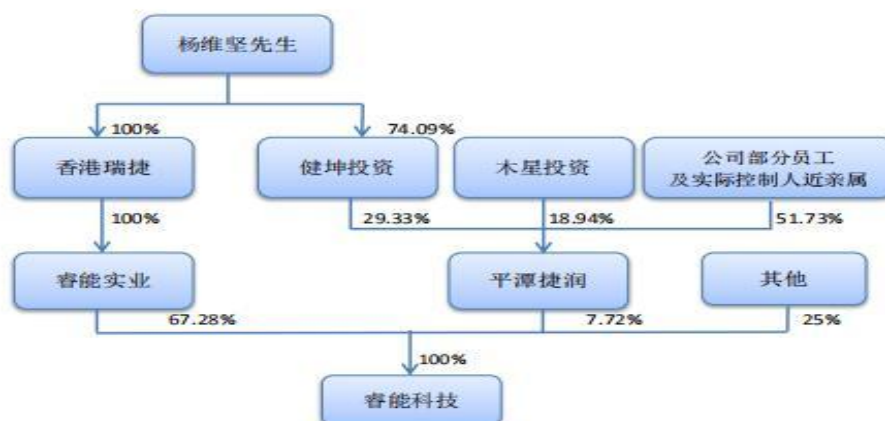 杨维坚先生
100%
74.09%
香港瑞捷
健坤投资
木星投资
公司部分员工
及实际控制人近亲属
100%
29.33%
18.94%
51.73%
睿能实业
平潭捷润
其他
67.28%
7.72%
25%
100%
睿能科技